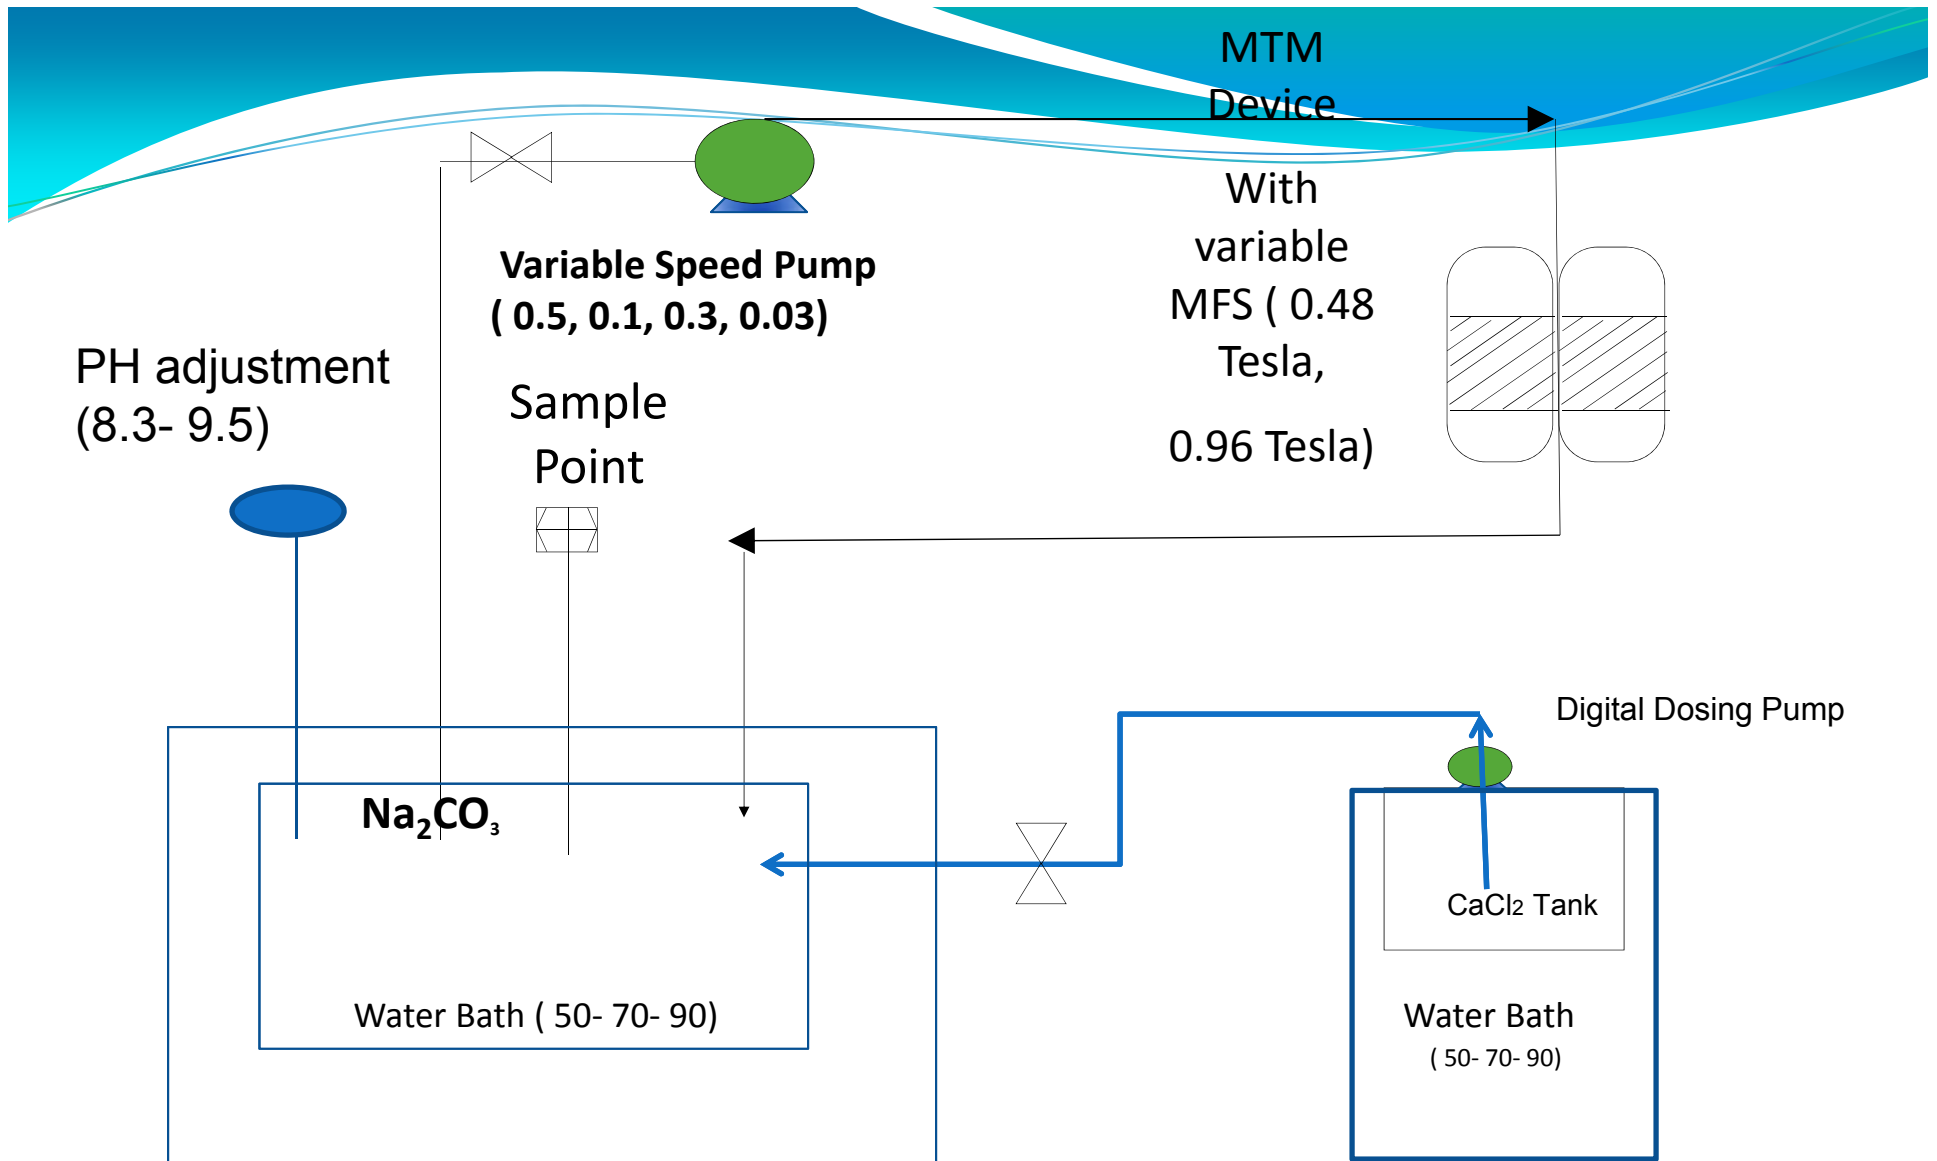 MTM
Device
With
variable
MFS ( 0.48
Tesla,
0.96 Tesla)
Variable Speed Pump
( 0.5, 0.1, 0.3, 0.03)
PH adjustment
(8.3- 9.5)
Sample
Point
Digital Dosing Pump
Na₂CO₃
CaCl2 Tank
Water Bath ( 50- 70- 90)
Water Bath
( 50- 70- 90)